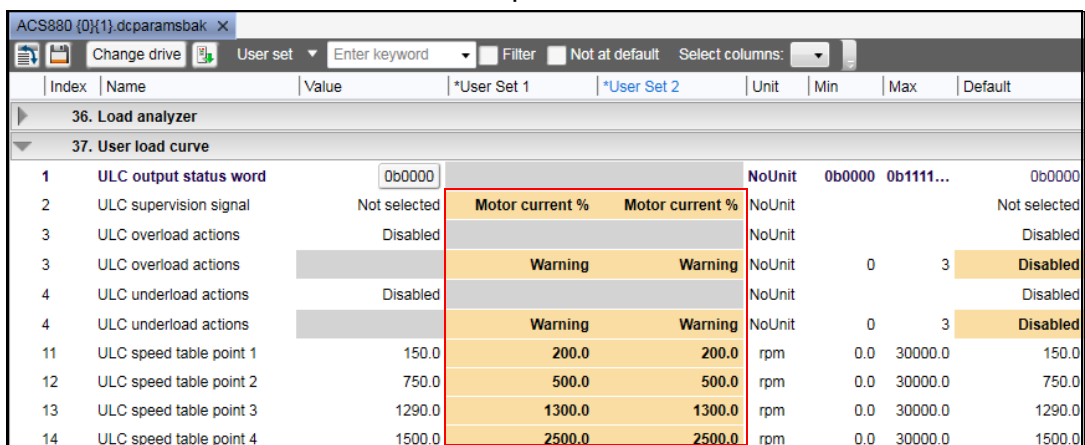 ACS880 {0}{1}.dcparamsbak ×
Change drive User set Enter keyword Filter Not at default Select columns:
Index Name Value *User Set 1 *User Set 2 Unit Min Max Default
36. Load analyzer
37. User load curve
1 ULC output status word 0b0000 NoUnit 0b0000 0b1111... 0b0000
2 ULC supervision signal Not selected Motor current % Motor current % NoUnit Not selected
3 ULC overload actions Disabled NoUnit Disabled
3 ULC overload actions Warning Warning NoUnit 0 3 Disabled
4 ULC underload actions Disabled NoUnit Disabled
4 ULC underload actions Warning Warning NoUnit 0 3 Disabled
11 ULC speed table point 1 150.0 200.0 200.0 rpm 0.0 30000.0 150.0
12 ULC speed table point 2 750.0 500.0 500.0 rpm 0.0 30000.0 750.0
13 ULC speed table point 3 1290.0 1300.0 1300.0 rpm 0.0 30000.0 1290.0
14 ULC speed table point 4 1500.0 2500.0 2500.0 rpm 0.0 30000.0 1500.0